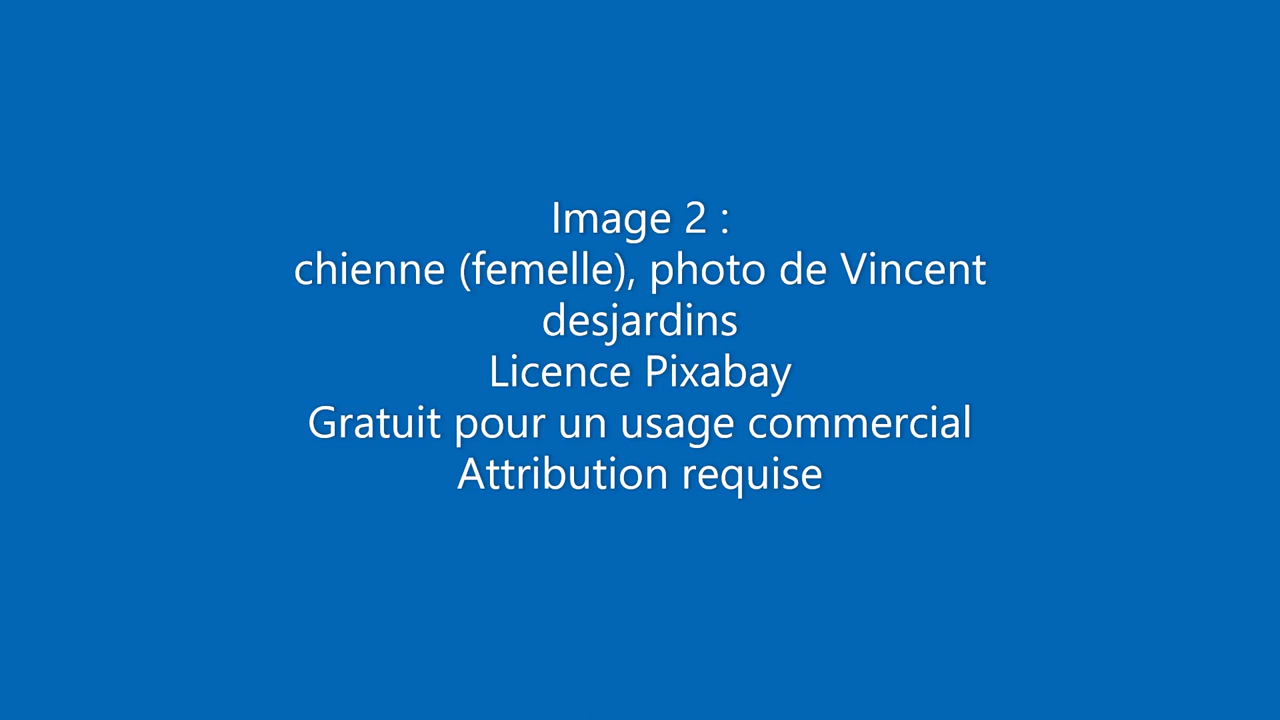 Image 2 :
chienne (femelle), photo de Vincent
desjardins
Licence Pixabay
Gratuit pour un usage commercial
Attribution requise